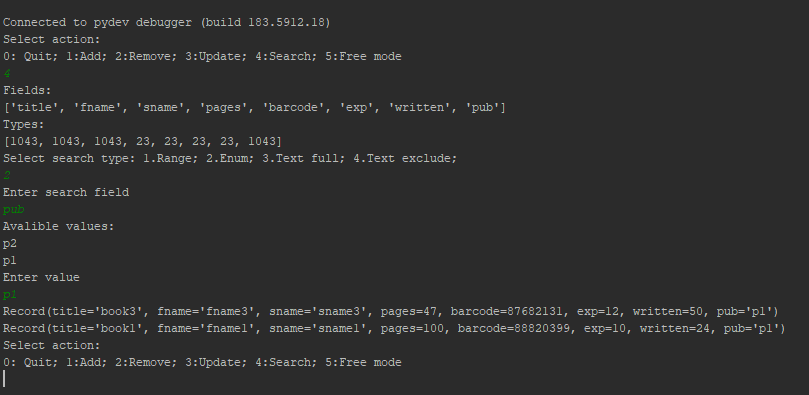 Connected to pydev debugger (build 183.5912.18)
Select action:
0: Quit; 1:Add; 2:Remove; 3:Update; 4:Search; 5:Free mode
4
Fields:
['title', 'fname', 'sname', 'pages', 'barcode', 'exp', 'written', 'pub']
Types:
[1043, 1043, 1043, 23, 23, 23, 23, 1043]
Select search type: 1.Range; 2.Enum; 3.Text full; 4.Text exclude;
2
Enter search field
pub
Avalible values:
p2
p1
Enter value
p1
Record(title='book3', fname='fname3', sname='sname3', pages=47, barcode=87682131, exp=12, written=50, pub='p1')
Record(title='book1', fname='fname1', sname='sname1', pages=100, barcode=88820399, exp=10, written=24, pub='p1')
Select action:
0: Quit; 1:Add; 2:Remove; 3:Update; 4:Search; 5:Free mode